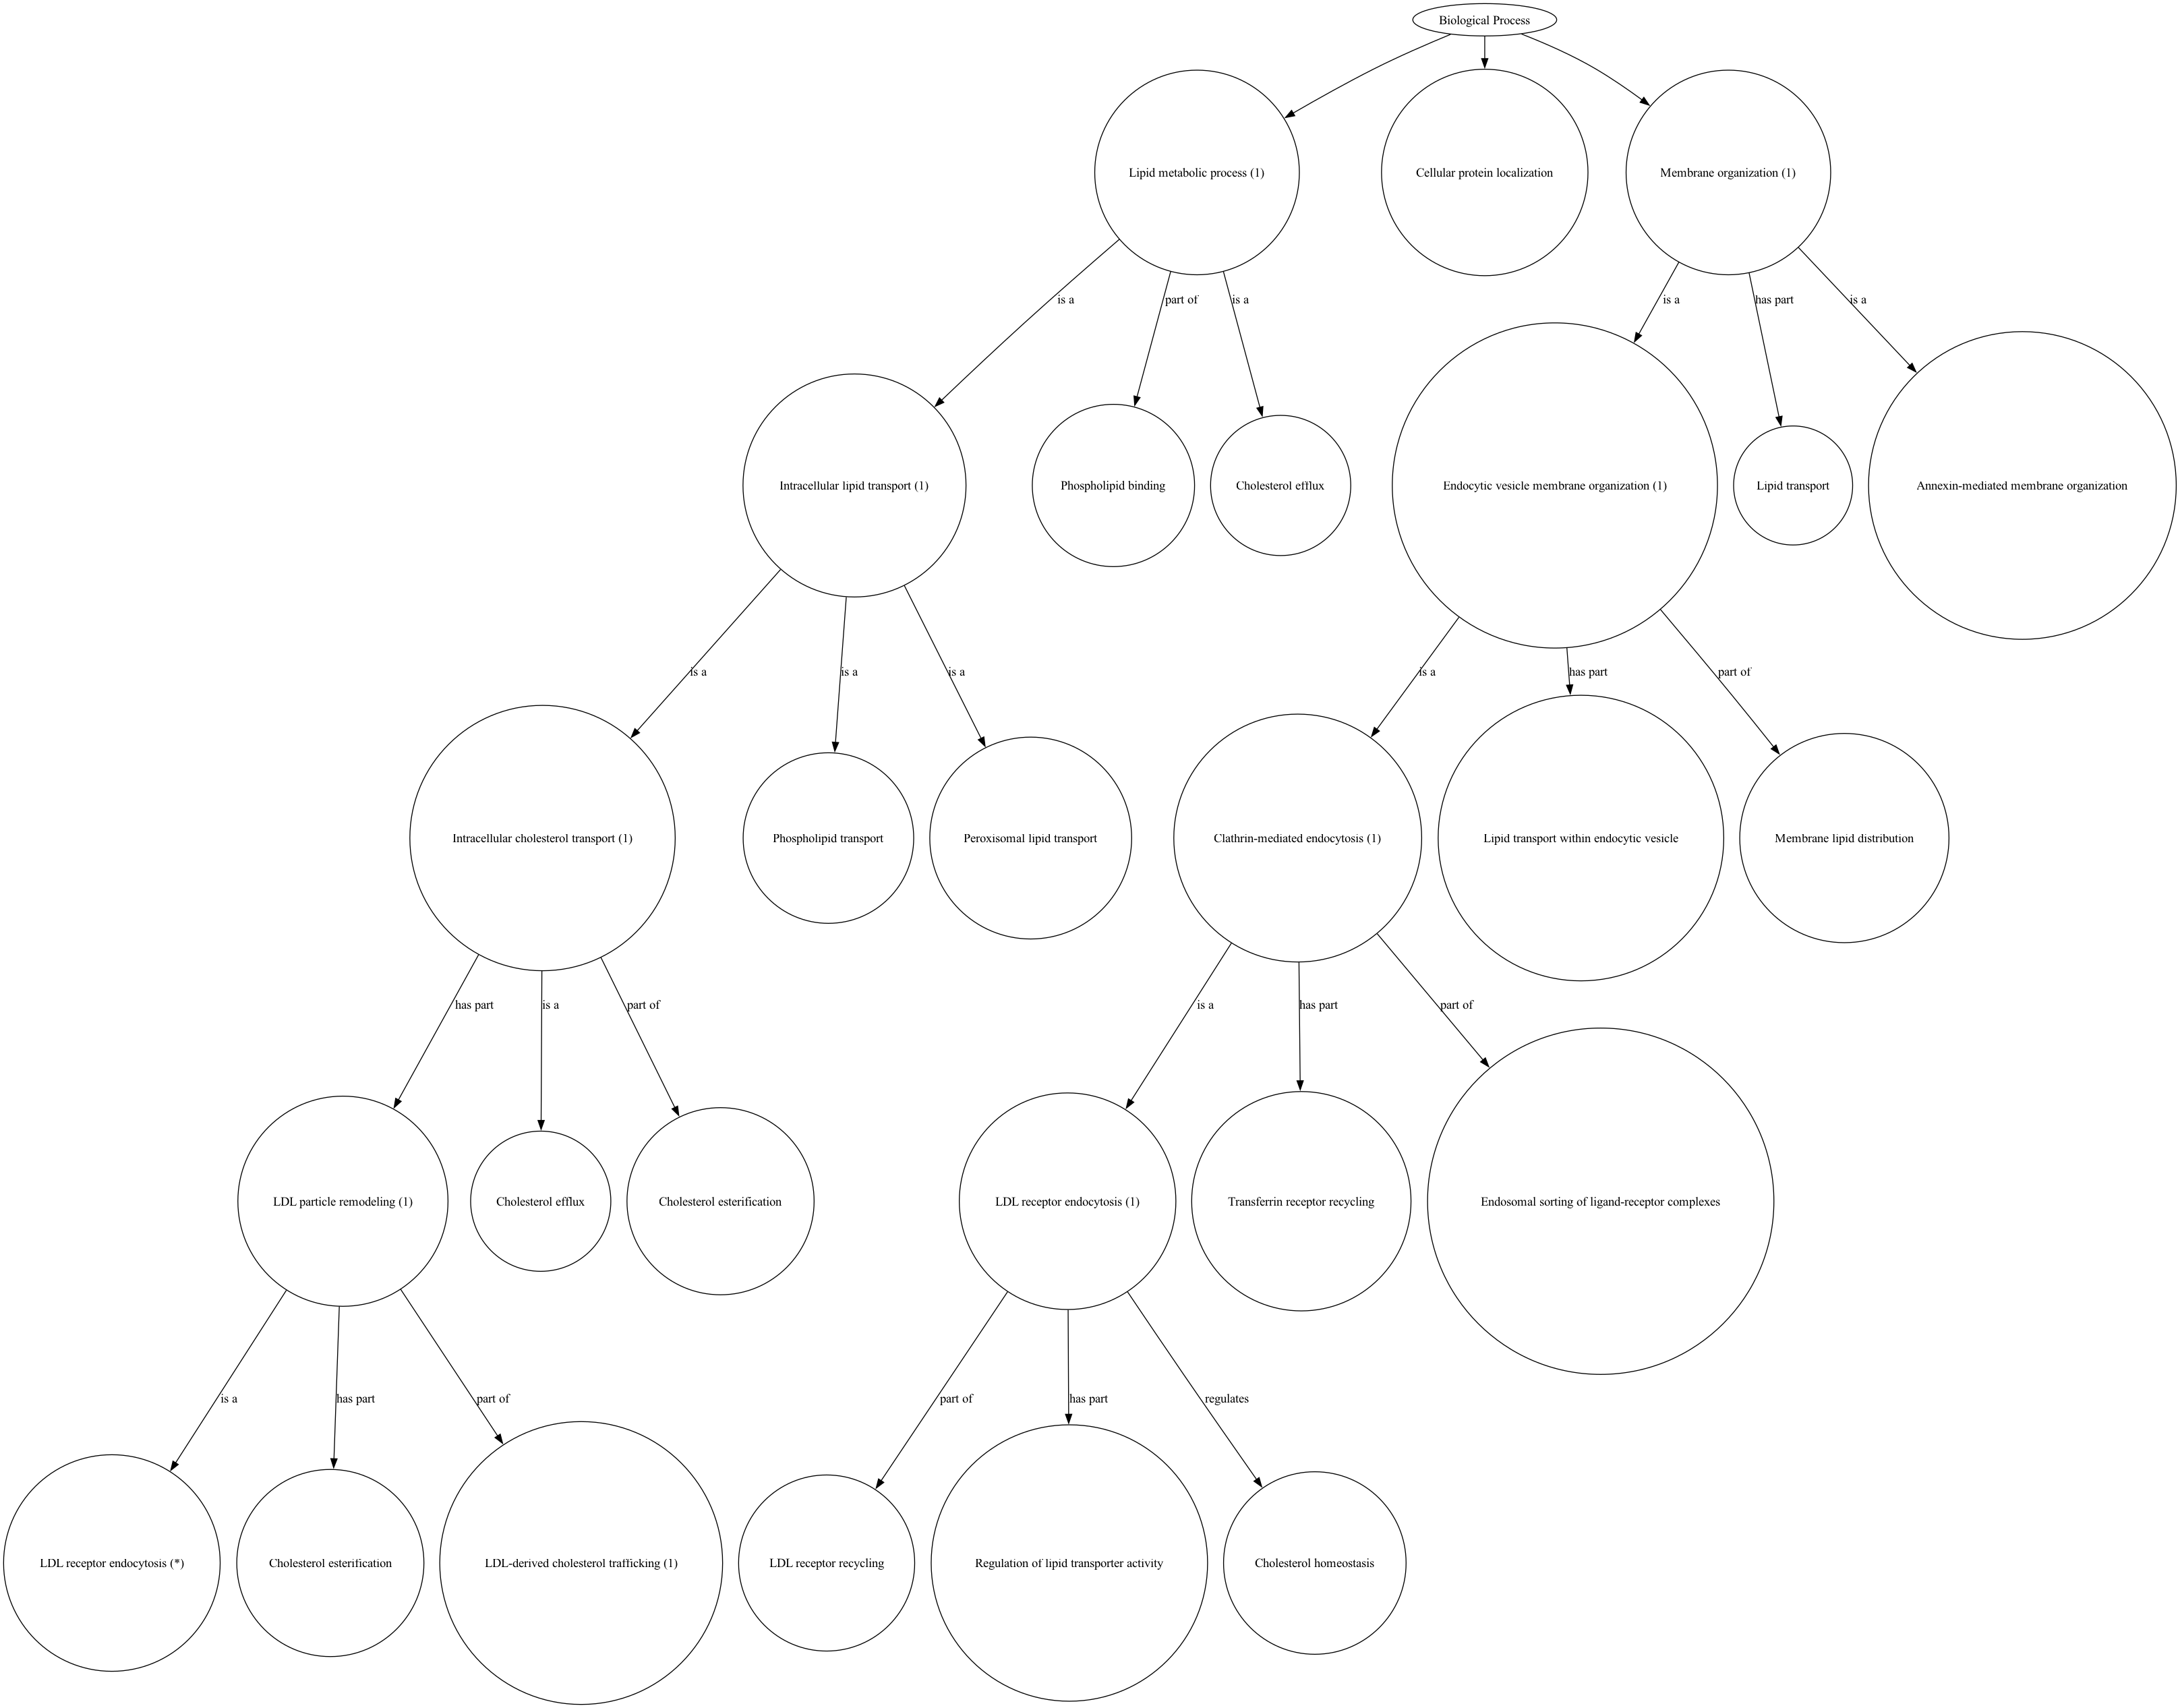 Biological Process
Lipid metabolic process (1)
Cellular protein localization
Membrane organization (1)
is a
part of
is a
is a
has part
is a
Intracellular lipid transport (1)
Phospholipid binding
Cholesterol efflux
Endocytic vesicle membrane organization (1)
Lipid transport
Annexin-mediated membrane organization
is a
is a
is a
is a
has part
part of
Intracellular cholesterol transport (1)
Phospholipid transport
Peroxisomal lipid transport
Clathrin-mediated endocytosis (1)
Lipid transport within endocytic vesicle
Membrane lipid distribution
has part
is a
part of
is a
has part
part of
LDL particle remodeling (1)
Cholesterol efflux
Cholesterol esterification
LDL receptor endocytosis (1)
Transferrin receptor recycling
Endosomal sorting of ligand-receptor complexes
is a
has part
part of
part of
has part
regulates
LDL receptor endocytosis (*)
Cholesterol esterification
LDL-derived cholesterol trafficking (1)
LDL receptor recycling
Regulation of lipid transporter activity
Cholesterol homeostasis